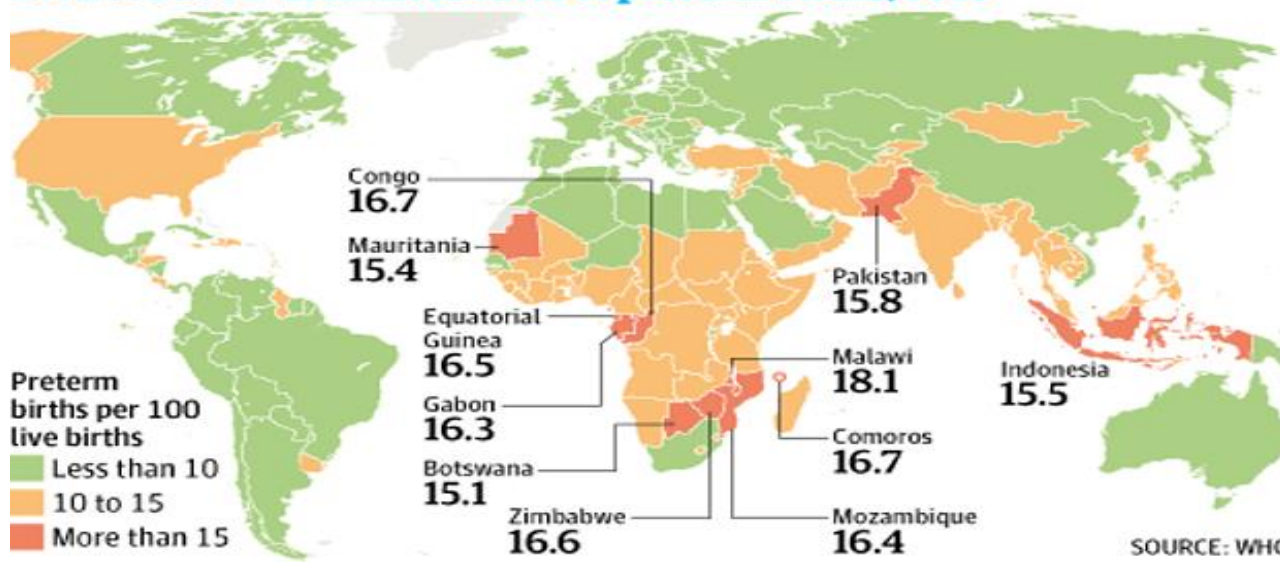 Congo
16.7
Mauritania
15.4
Equatorial
Guinea
16.5
Gabon
16.3
Botswana
15.1
Zimbabwe
16.6
Pakistan
15.8
Malawi
18.1
Comoros
16.7
Mozambique
16.4
Indonesia
15.5
Preterm
births per 100
live births
Less than 10
10 to 15
More than 15
SOURCE: WHO